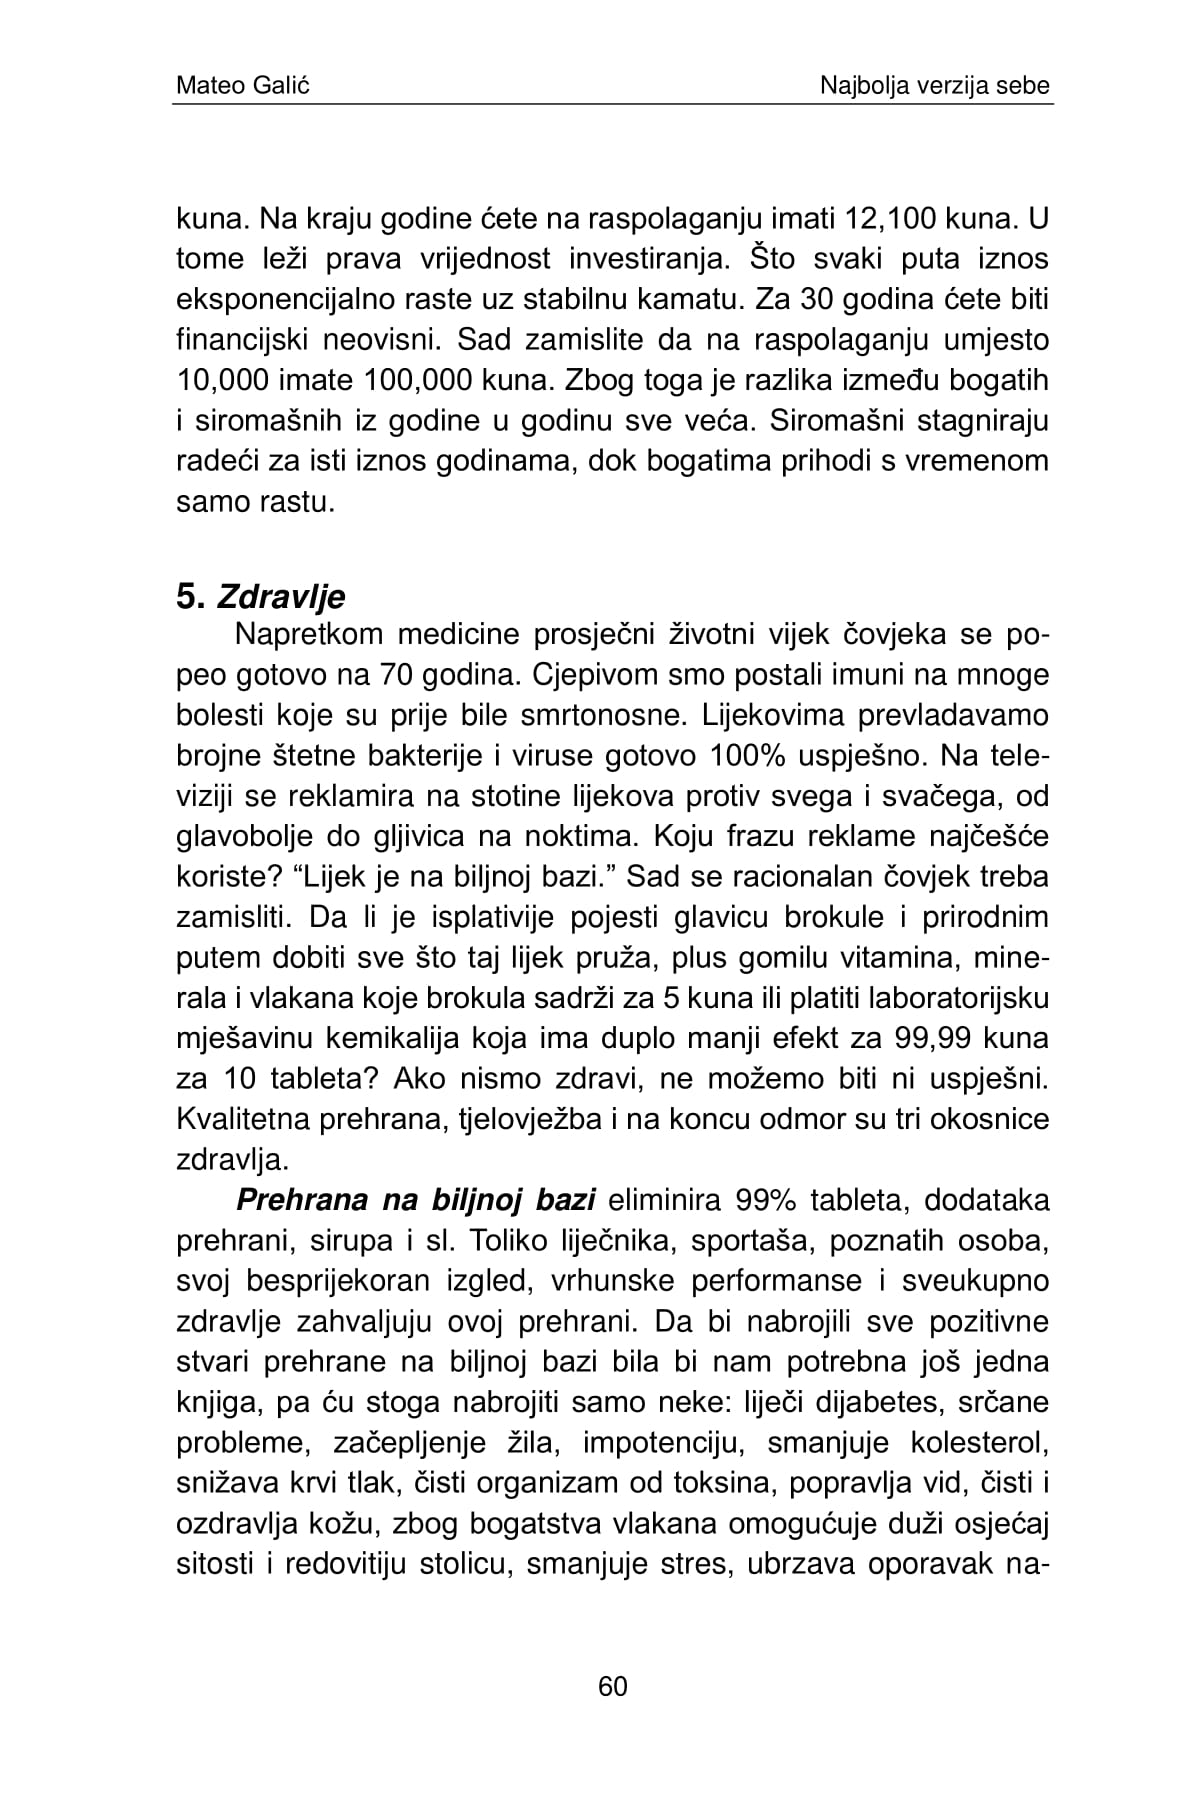 Mateo Galić Najbolja verzija sebe
kuna. Na kraju godine ćete na raspolaganju imati 12,100 kuna. U
tome leži prava vrijednost investiranja. Što svaki puta iznos
eksponencijalno raste uz stabilnu kamatu. Za 30 godina ćete biti
financijski neovisni. Sad zamislite da na raspolaganju umjesto
10,000 imate 100,000 kuna. Zbog toga je razlika između bogatih
i siromašnih iz godine u godinu sve veća. Siromašni stagniraju
radeći za isti iznos godinama, dok bogatima prihodi s vremenom
samo rastu.
5. Zdravlje
Napretkom medicine prosječni životni vijek čovjeka se po-
peo gotovo na 70 godina. Cjepivom smo postali imuni na mnoge
bolesti koje su prije bile smrtonosne. Lijekovima prevladavamo
brojne štetne bakterije i viruse gotovo 100% uspješno. Na tele-
viziji se reklamira na stotine lijekova protiv svega i svačega, od
glavobolje do gljivica na noktima. Koju frazu reklame najčešće
koriste? “Lijek je na biljnoj bazi.” Sad se racionalan čovjek treba
zamisliti. Da li je isplativije pojesti glavicu brokule i prirodnim
putem dobiti sve što taj lijek pruža, plus gomilu vitamina, mine-
rala i vlakana koje brokula sadrži za 5 kuna ili platiti laboratorijsku
mješavinu kemikalija koja ima duplo manji efekt za 99,99 kuna
za 10 tableta? Ako nismo zdravi, ne možemo biti ni uspješni.
Kvalitetna prehrana, tjelovježba i na koncu odmor su tri okosnice
zdravlja.
Prehrana na biljnoj bazi eliminira 99% tableta, dodataka
prehrani, sirupa i sl. Toliko liječnika, sportaša, poznatih osoba,
svoj besprijekoran izgled, vrhunske performanse i sveukupno
zdravlje zahvaljuju ovoj prehrani. Da bi nabrojili sve pozitivne
stvari prehrane na biljnoj bazi bila bi nam potrebna još jedna
knjiga, pa ću stoga nabrojiti samo neke: liječi dijabetes, srčane
probleme, začepljenje žila, impotenciju, smanjuje kolesterol,
snižava krvi tlak, čisti organizam od toksina, popravlja vid, čisti i
ozdravlja kožu, zbog bogatstva vlakana omogućuje duži osjećaj
sitosti i redovitiju stolicu, smanjuje stres, ubrzava oporavak na-
60